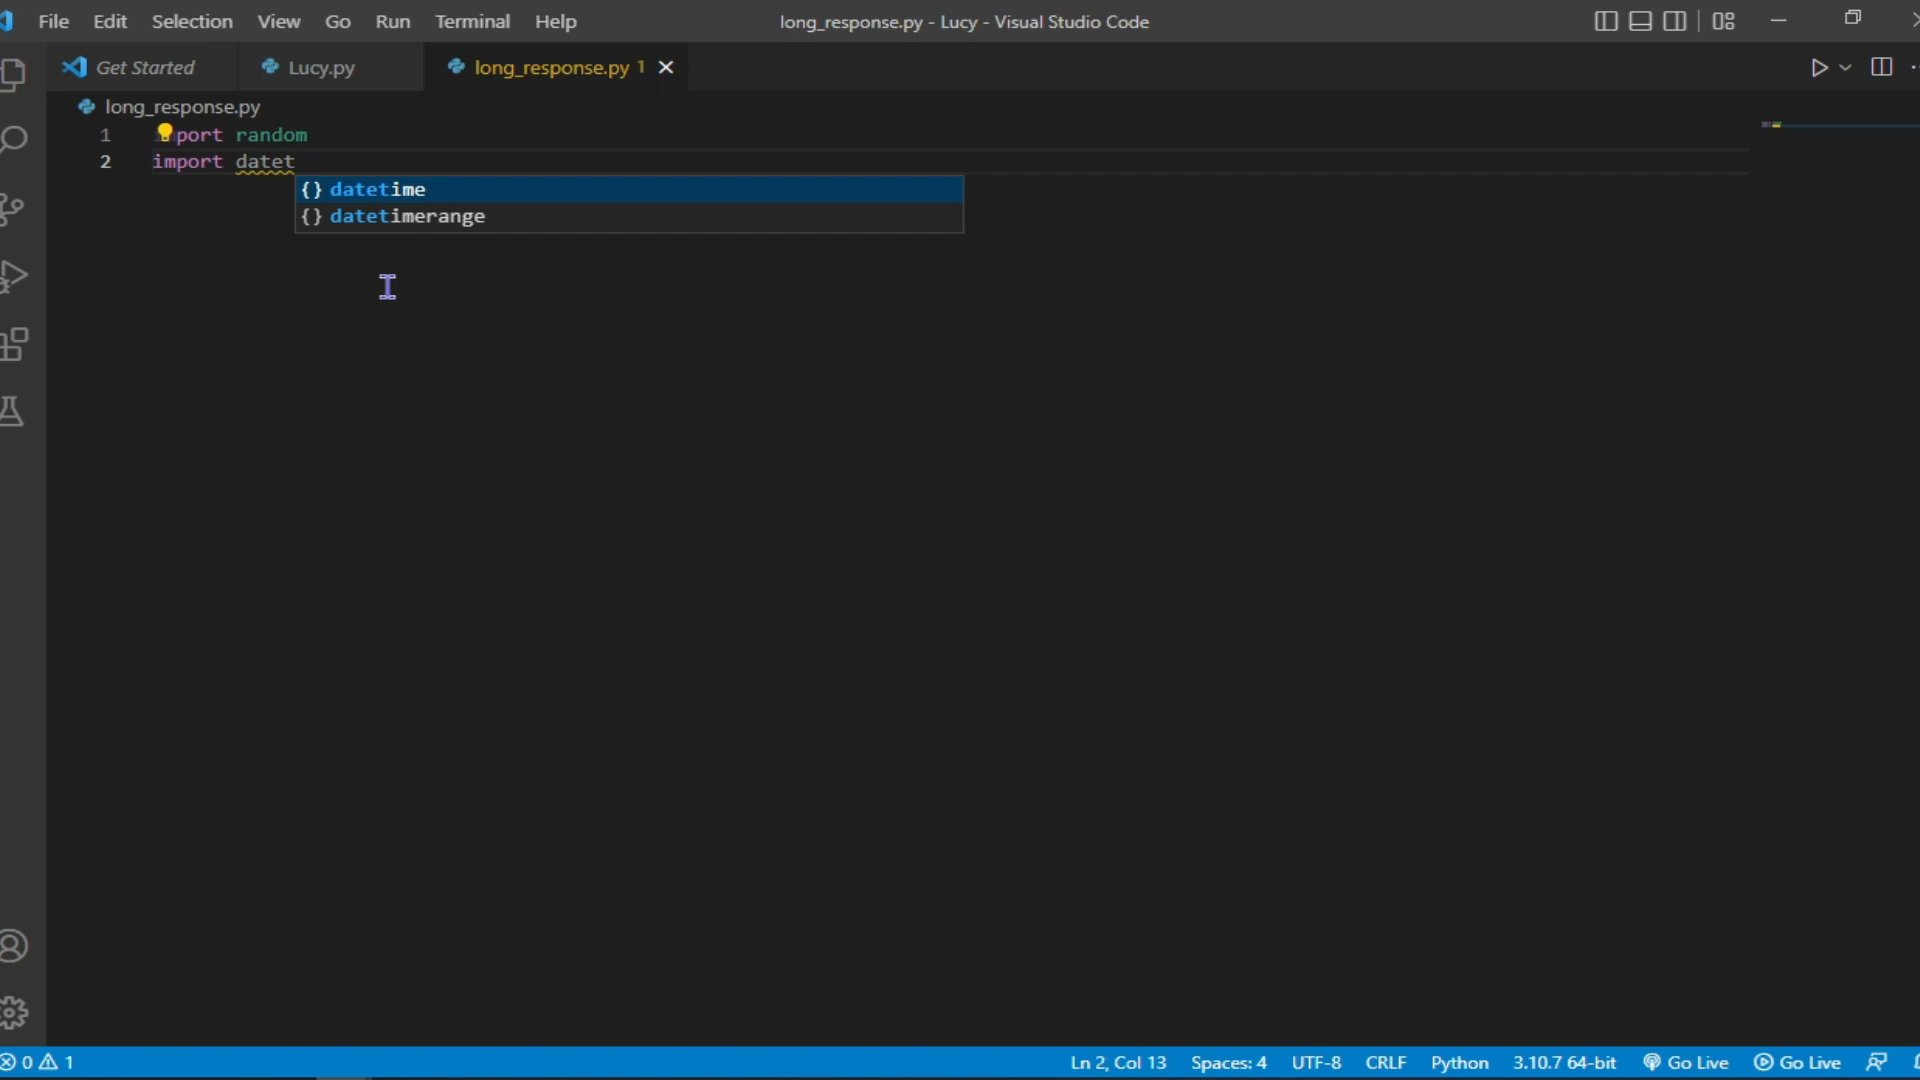 File Edit Selection View Go Run Terminal Help long_response.py - Lucy - Visual Studio Code
Get Started Lucy.py long_response.py 1
long_response.py
1 import random
2 import datet
{} datetime
{} datetimerange
0 1 Ln 2, Col 13 Spaces: 4 UTF-8 CRLF Python 3.10.7 64-bit Go Live Go Live